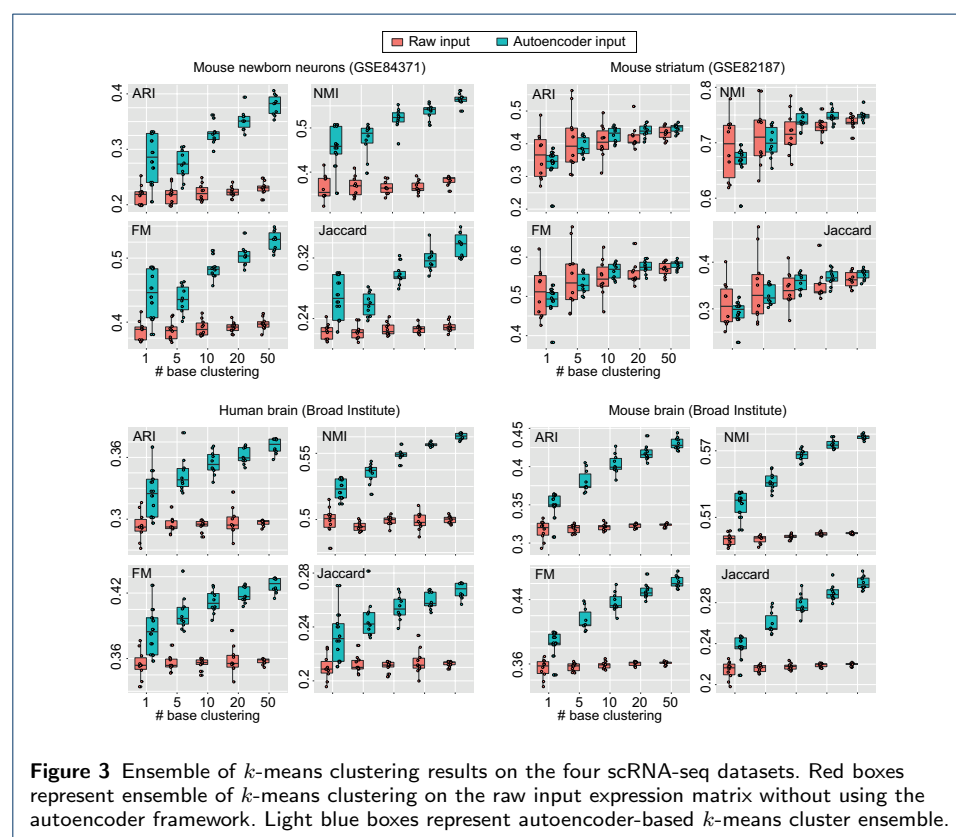 Raw input Autoencoder input
Mouse newborn neurons (GSE84371)
ARI
0.4
0.3
0.2
NMI
0.5
0.4
FM
0.5
0.4
Jaccard
0.32
0.24
1 5 10 20 50
# base clustering
Mouse striatum (GSE82187)
ARI
0.5
0.4
0.3
0.2
NMI
0.8
0.7
0.6
FM
0.6
0.5
0.4
Jaccard
0.4
0.3
1 5 10 20 50
# base clustering
Human brain (Broad Institute)
ARI
0.36
0.3
NMI
0.55
0.5
FM
0.42
0.36
Jaccard
0.28
0.24
0.2
1 5 10 20 50
# base clustering
Mouse brain (Broad Institute)
ARI
0.45
0.4
0.35
0.3
NMI
0.57
0.51
FM
0.44
0.36
Jaccard
0.28
0.24
0.2
1 5 10 20 50
# base clustering
Figure 3 Ensemble of k-means clustering results on the four scRNA-seq datasets. Red boxes
represent ensemble of k-means clustering on the raw input expression matrix without using the
autoencoder framework. Light blue boxes represent autoencoder-based k-means cluster ensemble.